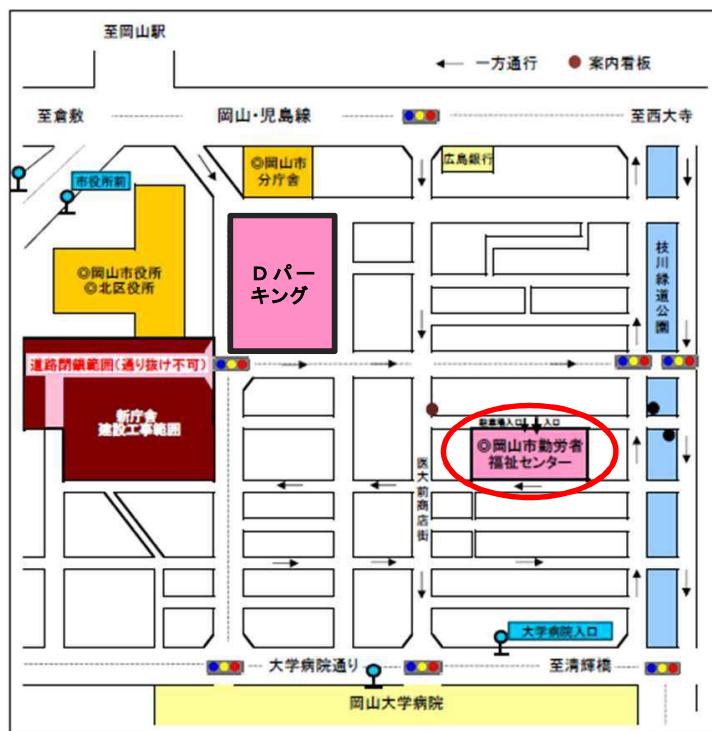 至岡山駅
一方通行
案内看板
至倉敷
岡山・児島線
至西大寺
◎岡山市
分庁舎
広島銀行
市役所前
Dパー
キング
◎岡山市役所
◎北区役所
枝川緑道公園
道路閉鎖範囲(通り抜け不可)
新庁舎
建設工事範囲
駐車場入口
入口
◎岡山市勤労者
福祉センター
医大前商店街
大学病院入口
大学病院通り
至清輝橋
岡山大学病院